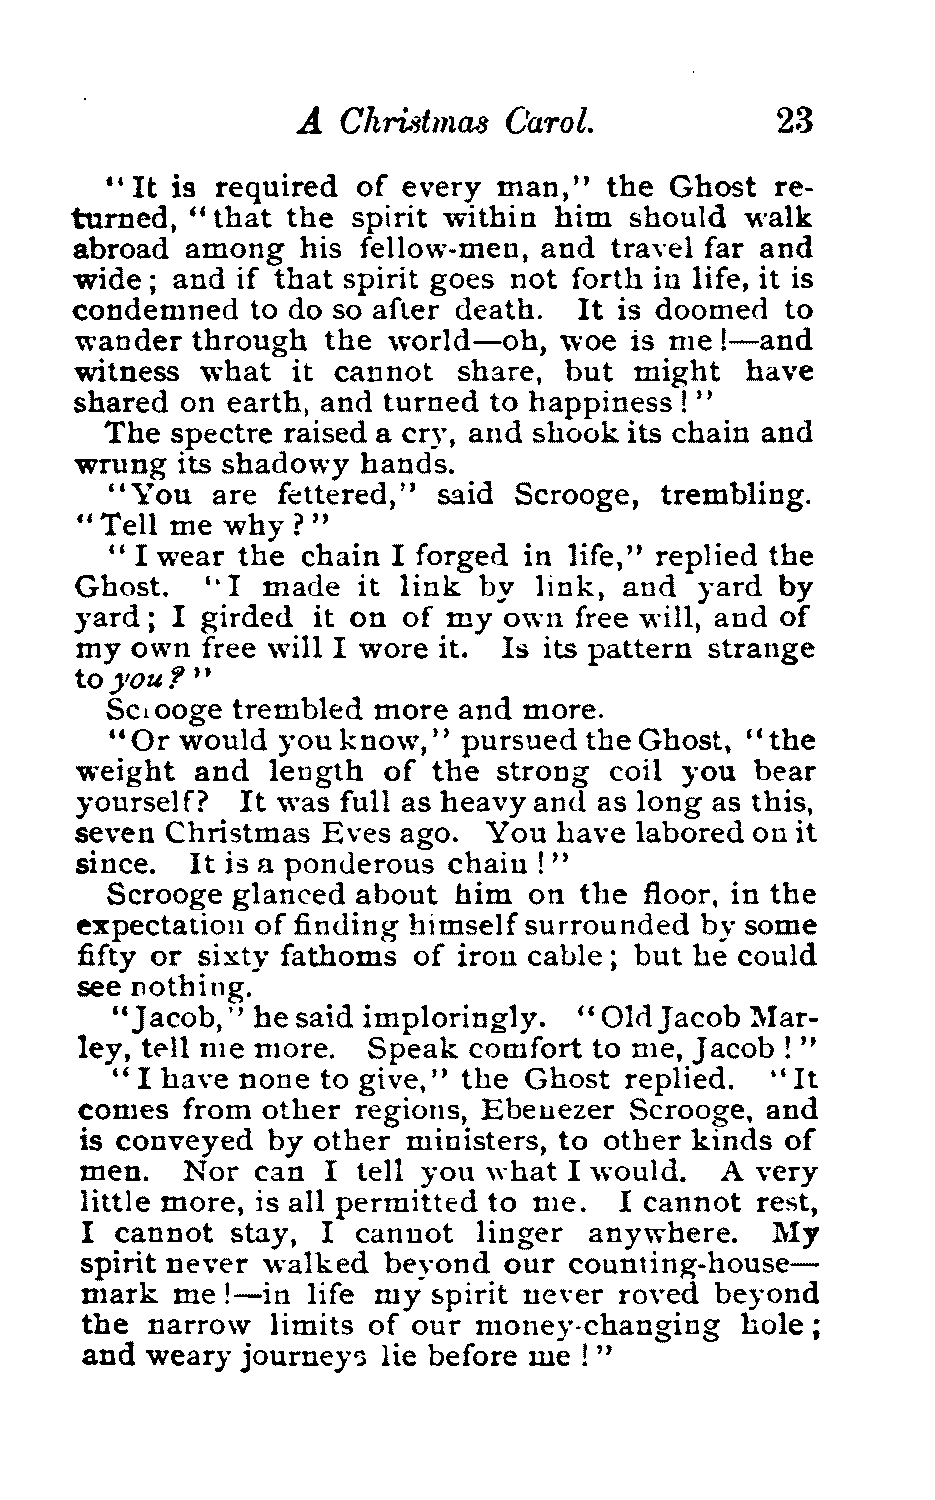 A Christmas Carol. 23
"It is required of every man," the Ghost re-
turned, "that the spirit within him should walk
abroad among his fellow-men, and travel far and
wide; and if that spirit goes not forth in life, it is
condemned to do so after death. It is doomed to
wander through the world—oh, woe is me!—and
witness what it cannot share, but might have
shared on earth, and turned to happiness!"
The spectre raised a cry, and shook its chain and
wrung its shadowy hands.
"You are fettered," said Scrooge, trembling.
"Tell me why?"
"I wear the chain I forged in life," replied the
Ghost. "I made it link by link, and yard by
yard; I girded it on of my own free will, and of
my own free will I wore it. Is its pattern strange
to you?"
Scrooge trembled more and more.
"Or would you know," pursued the Ghost, "the
weight and length of the strong coil you bear
yourself? It was full as heavy and as long as this,
seven Christmas Eves ago. You have labored on it
since. It is a ponderous chain!"
Scrooge glanced about him on the floor, in the
expectation of finding himself surrounded by some
fifty or sixty fathoms of iron cable; but he could
see nothing.
"Jacob," he said imploringly. "Old Jacob Mar-
ley, tell me more. Speak comfort to me, Jacob!"
"I have none to give," the Ghost replied. "It
comes from other regions, Ebenezer Scrooge, and
is conveyed by other ministers, to other kinds of
men. Nor can I tell you what I would. A very
little more, is all permitted to me. I cannot rest,
I cannot stay, I cannot linger anywhere. My
spirit never walked beyond our counting-house—
mark me!—in life my spirit never roved beyond
the narrow limits of our money-changing hole;
and weary journeys lie before me!"